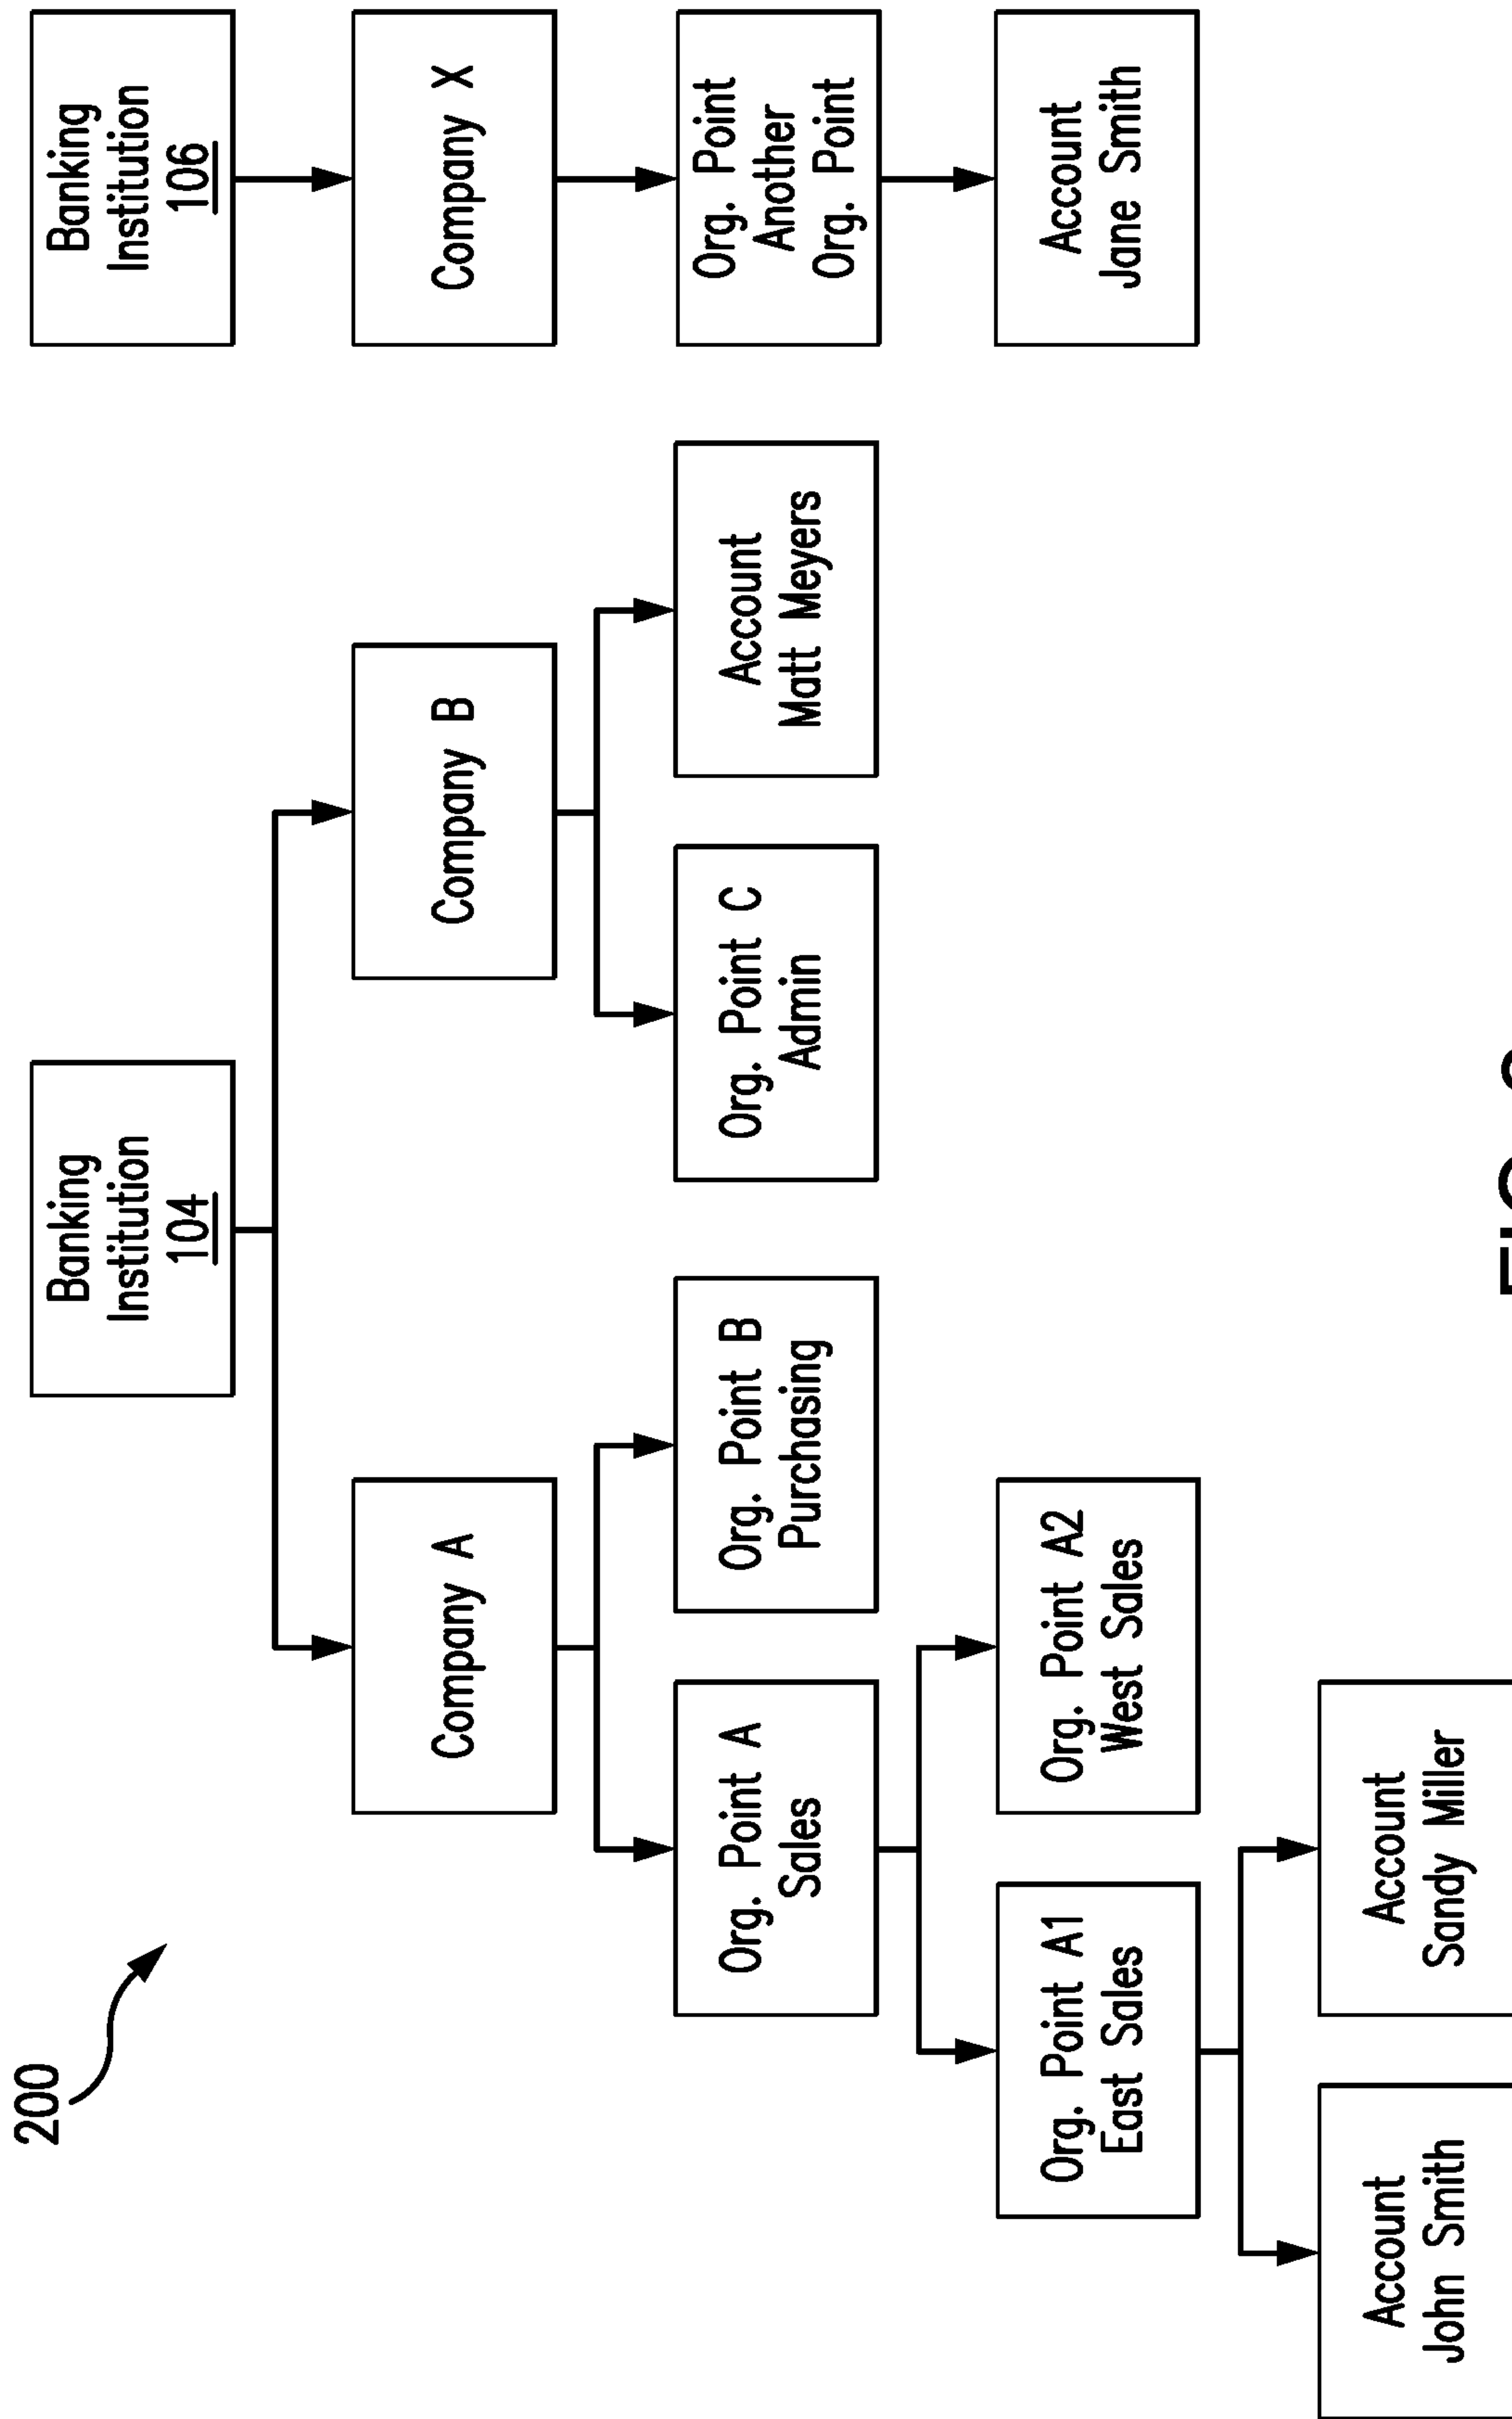 200
Banking
Institution
104
Banking
Institution
106
Company A
Company B
Company X
Org. Point A
Sales
Org. Point B
Purchasing
Org. Point C
Admin
Account
Matt Meyers
Org. Point
Another
Org. Point
Org. Point A1
East Sales
Org. Point A2
West Sales
Account
Jane Smith
Account
John Smith
Account
Sandy Miller